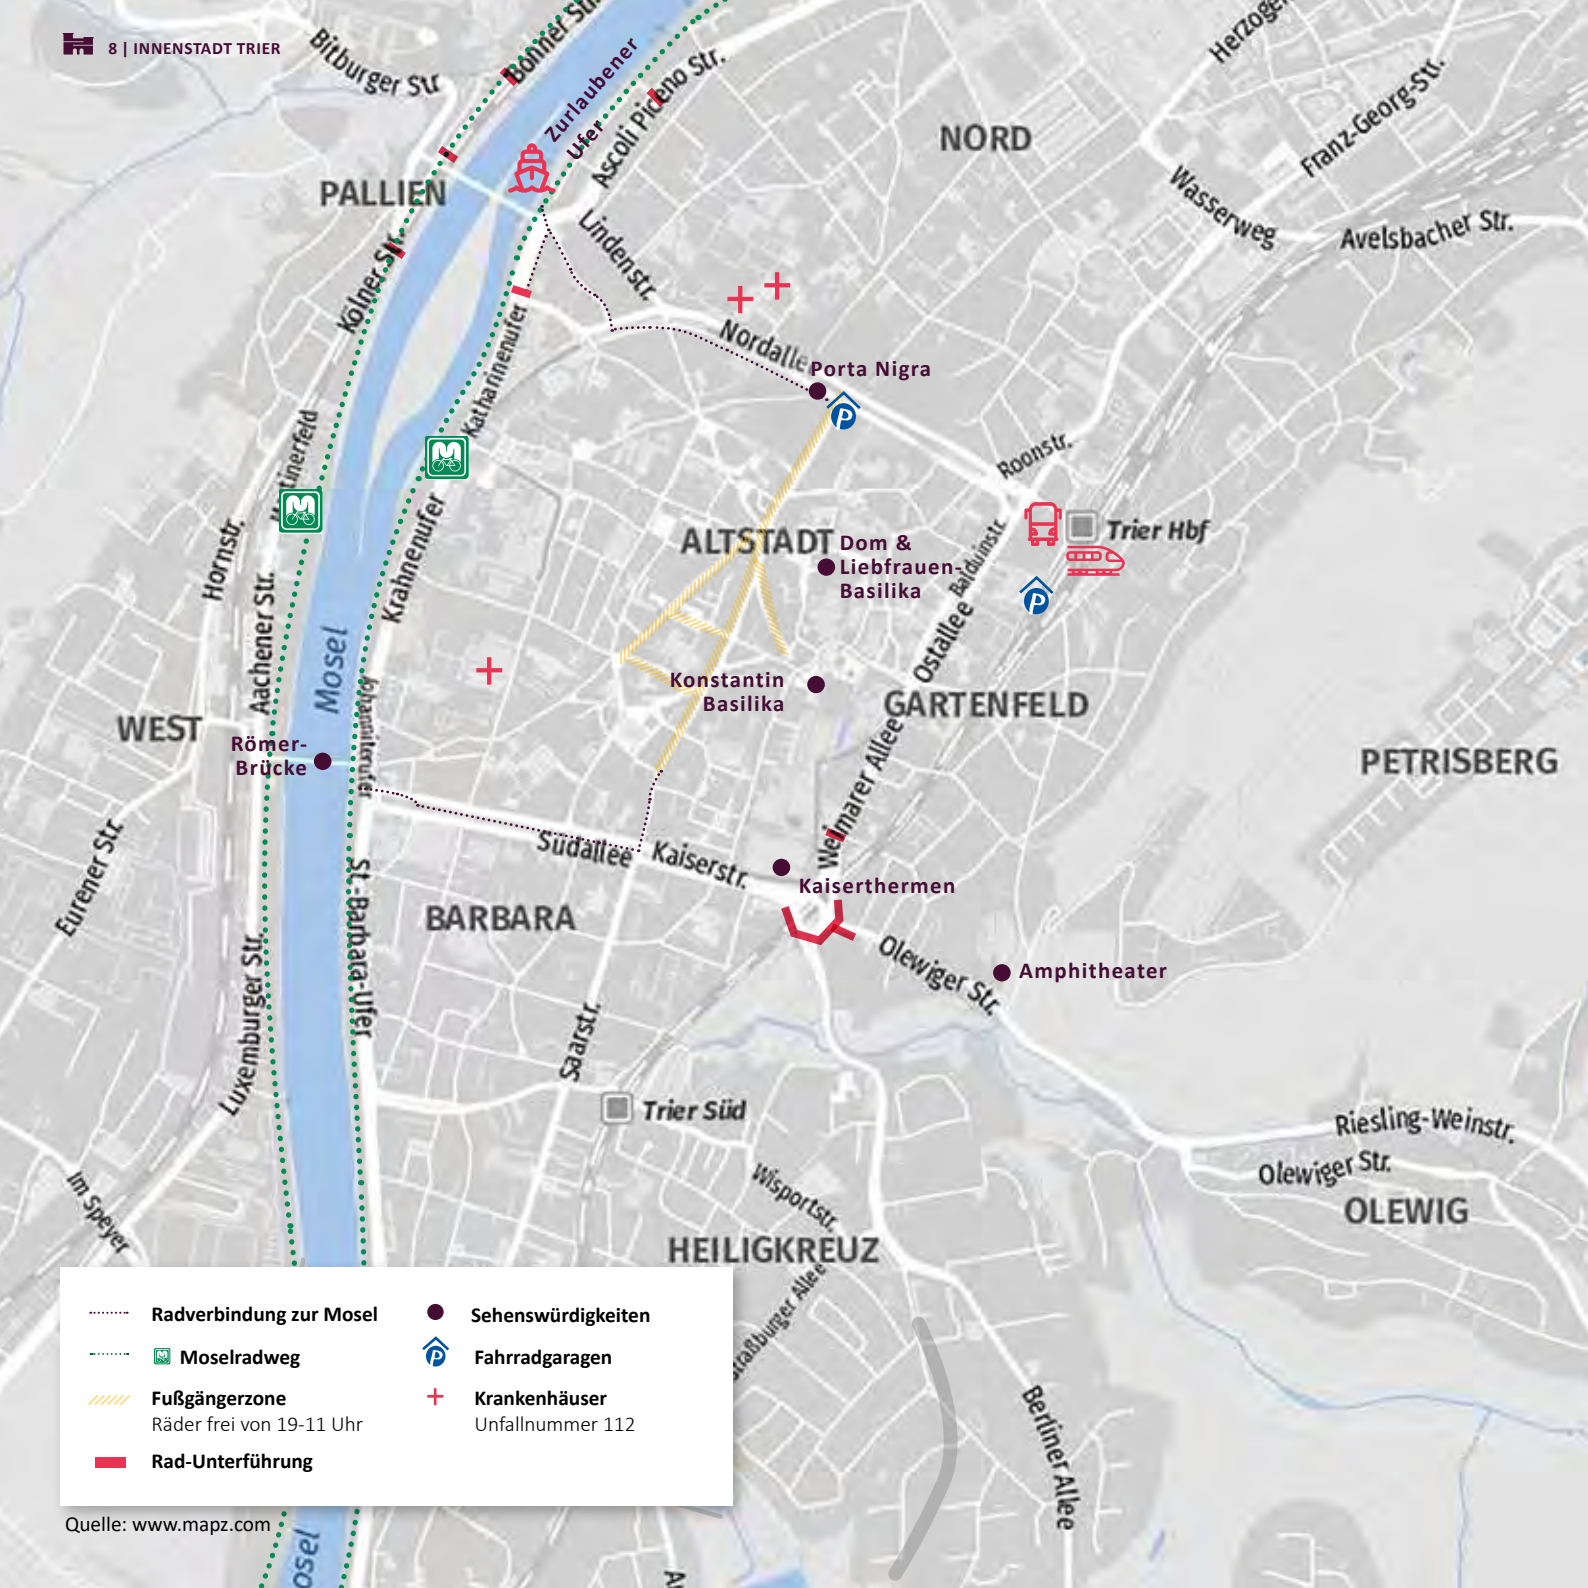 8 | INNENSTADT TRIER
Bitburger Str
Bonner Str.
Zurlaubener
Ufer
Ascoli Piceno Str.
NORD
Herzogen
Franz-Georg-Str.
Wasserweg
Avelsbacher Str.
PALLIEN
Kölner Str.
Lindenstr.
Nordallee
Porta Nigra
P
Katharinenufer
Roonstr.
M
M
Hornstr.
Krahnenufer
ALTSTADT
Dom &
Liebfrauen-
Basilika
Balduinstr.
Trier Hbf
P
Aachener Str.
Mosel
Ostallee
Konstantin
Basilika
GARTENFELD
WEST
Johanniterufer
Römer-
Brücke
PETRISBERG
Weimarer Allee
Eurener Str.
Südallee
Kaiserstr.
Kaiserthermen
BARBARA
St.-Barbara-Ufer
Luxemburger Str.
Olewiger Str.
Amphitheater
Saarstr.
Trier Süd
Riesling-Weinstr.
Olewiger Str.
OLEWIG
Im Speyer
Wisportstr.
HEILIGKREUZ
straßburger Allee
Berliner Allee
Radverbindung zur Mosel
Sehenswürdigkeiten
M Moselradweg
P Fahrradgaragen
Fußgängerzone
Räder frei von 19-11 Uhr
Krankenhäuser
Unfallnummer 112
Rad-Unterführung
Quelle: www.mapz.com
osel